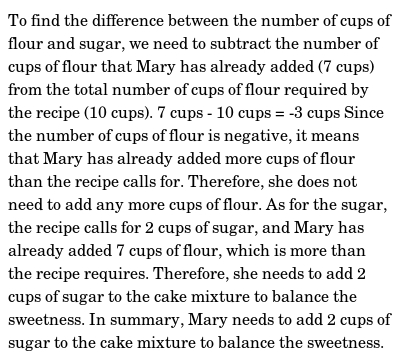 To find the difference between the number of cups of
flour and sugar, we need to subtract the number of
cups of flour that Mary has already added (7 cups)
from the total number of cups of flour required by
the recipe (10 cups). 7 cups - 10 cups = -3 cups Since
the number of cups of flour is negative, it means
that Mary has already added more cups of flour
than the recipe calls for. Therefore, she does not
need to add any more cups of flour. As for the sugar,
the recipe calls for 2 cups of sugar, and Mary has
already added 7 cups of flour, which is more than
the recipe requires. Therefore, she needs to add 2
cups of sugar to the cake mixture to balance the
sweetness. In summary, Mary needs to add 2 cups of
sugar to the cake mixture to balance the sweetness.